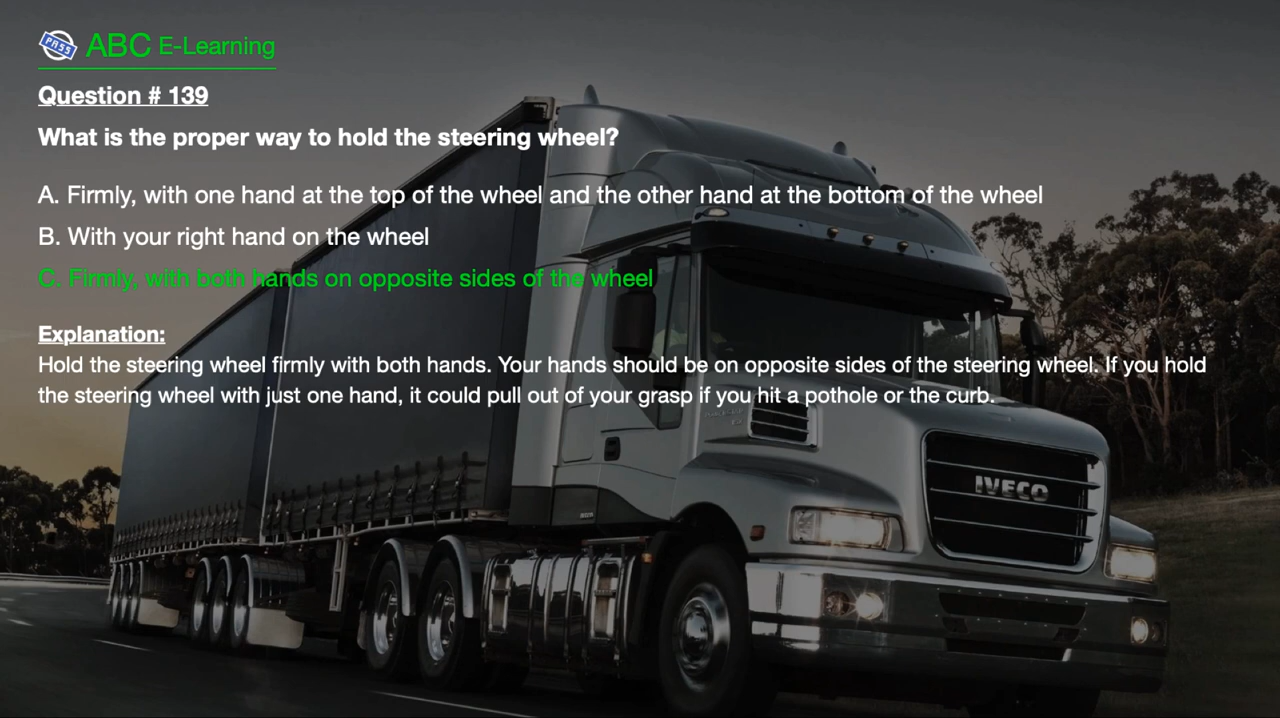 PASS
ABC E-Learning
Question # 139
What is the proper way to hold the steering wheel?
A. Firmly, with one hand at the top of the wheel and the other hand at the bottom of the wheel
B. With your right hand on the wheel
C. Firmly, with both hands on opposite sides of the wheel
Explanation:
Hold the steering wheel firmly with both hands. Your hands should be on opposite sides of the steering wheel. If you hold
the steering wheel with just one hand, it could pull out of your grasp if you hit a pothole or the curb.
IVECO